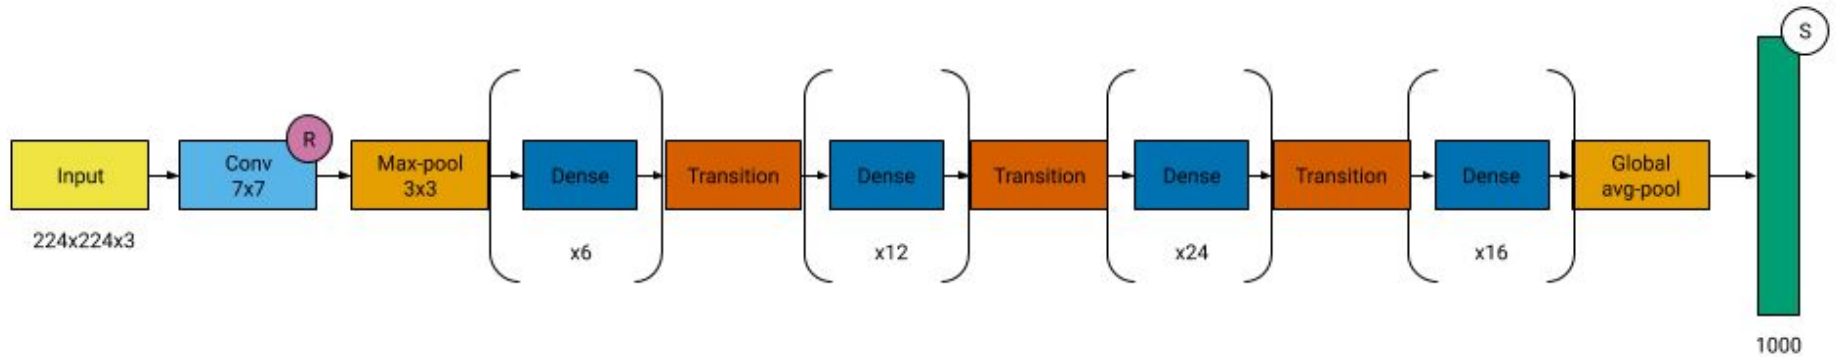 S
R
Input
Conv
7x7
Max-pool
3x3
Dense
Transition
Dense
Transition
Dense
Transition
Dense
Global
avg-pool
224x224x3
x6
x12
x24
x16
1000